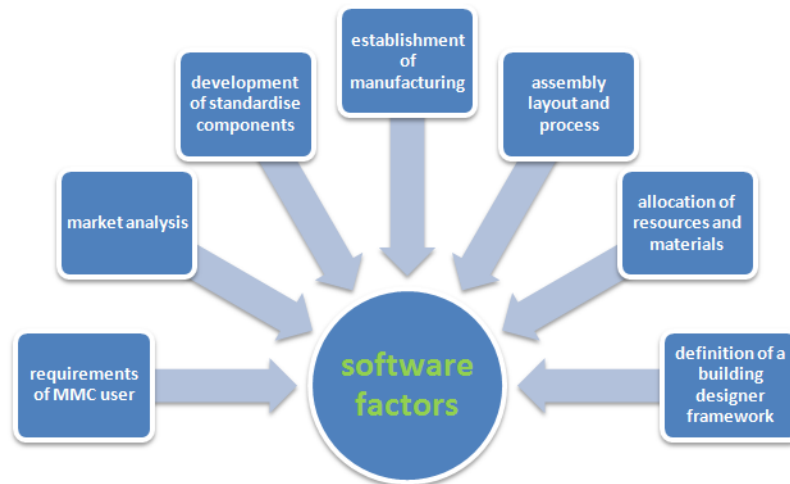 establishment
of
manufacturing
development
of standardise
components
assembly
layout and
process
market analysis
allocation of
resources and
materials
requirements
of MMC user
software
factors
definition of a
building
designer
framework